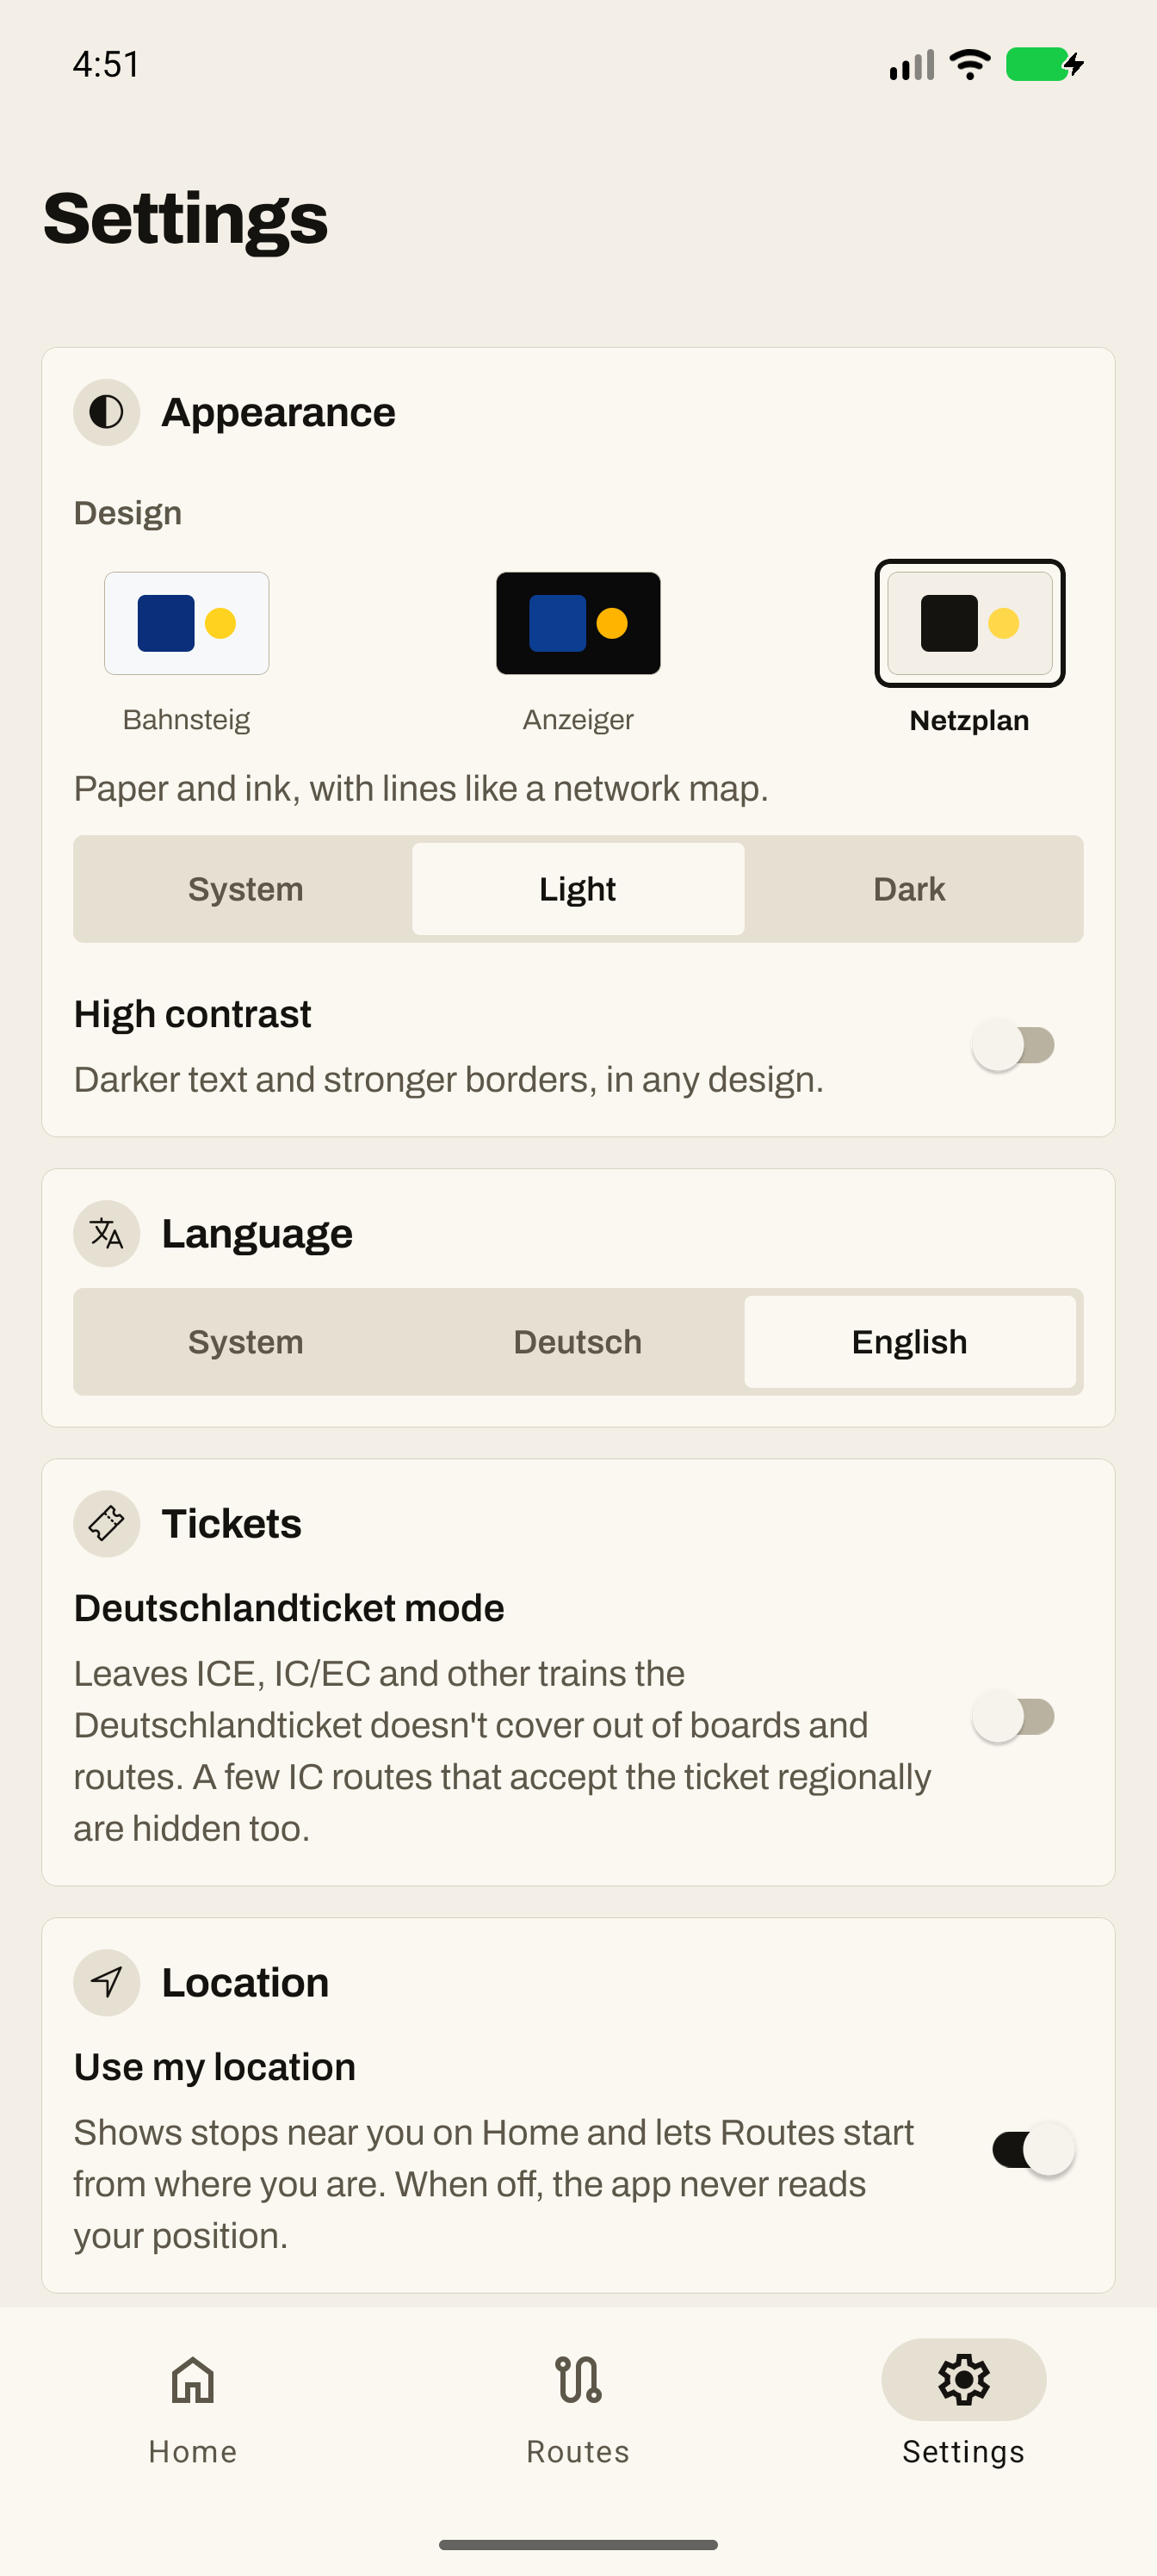 4:51
Settings
Appearance
Design
Bahnsteig
Anzeiger
Netzplan
Paper and ink, with lines like a network map.
System
Light
Dark
High contrast
Darker text and stronger borders, in any design.
Language
System
Deutsch
English
Tickets
Deutschlandticket mode
Leaves ICE, IC/EC and other trains the
Deutschlandticket doesn't cover out of boards and
routes. A few IC routes that accept the ticket regionally
are hidden too.
Location
Use my location
Shows stops near you on Home and lets Routes start
from where you are. When off, the app never reads
your position.
Home
Routes
Settings